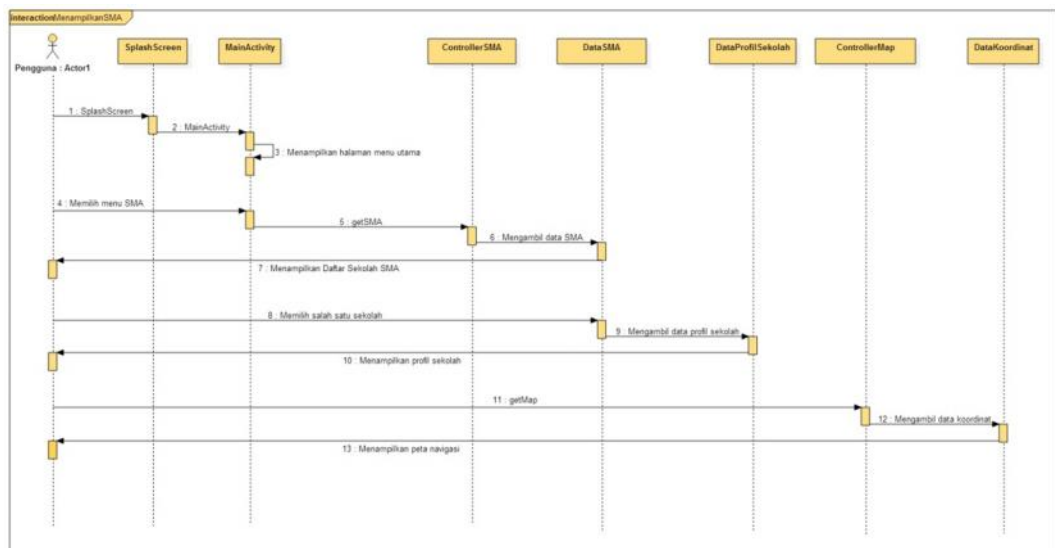 interactionMenampilkanSMA
Pengguna : Actor1
SplashScreen
MainActivity
ControllerSMA
DataSMA
DataProfilSekolah
ControllerMap
DataKoordinat
1 : SplashScreen
2 : MainActivity
3 : Menampilkan halaman menu utama
4 : Memilih menu SMA
5 : getSMA
6 : Mengambil data SMA
7 : Menampilkan Daftar Sekolah SMA
8 : Memilih salah satu sekolah
9 : Mengambil data profil sekolah
10 : Menampilkan profil sekolah
11 : getMap
12 : Mengambil data koordinat
13 : Menampilkan peta navigasi